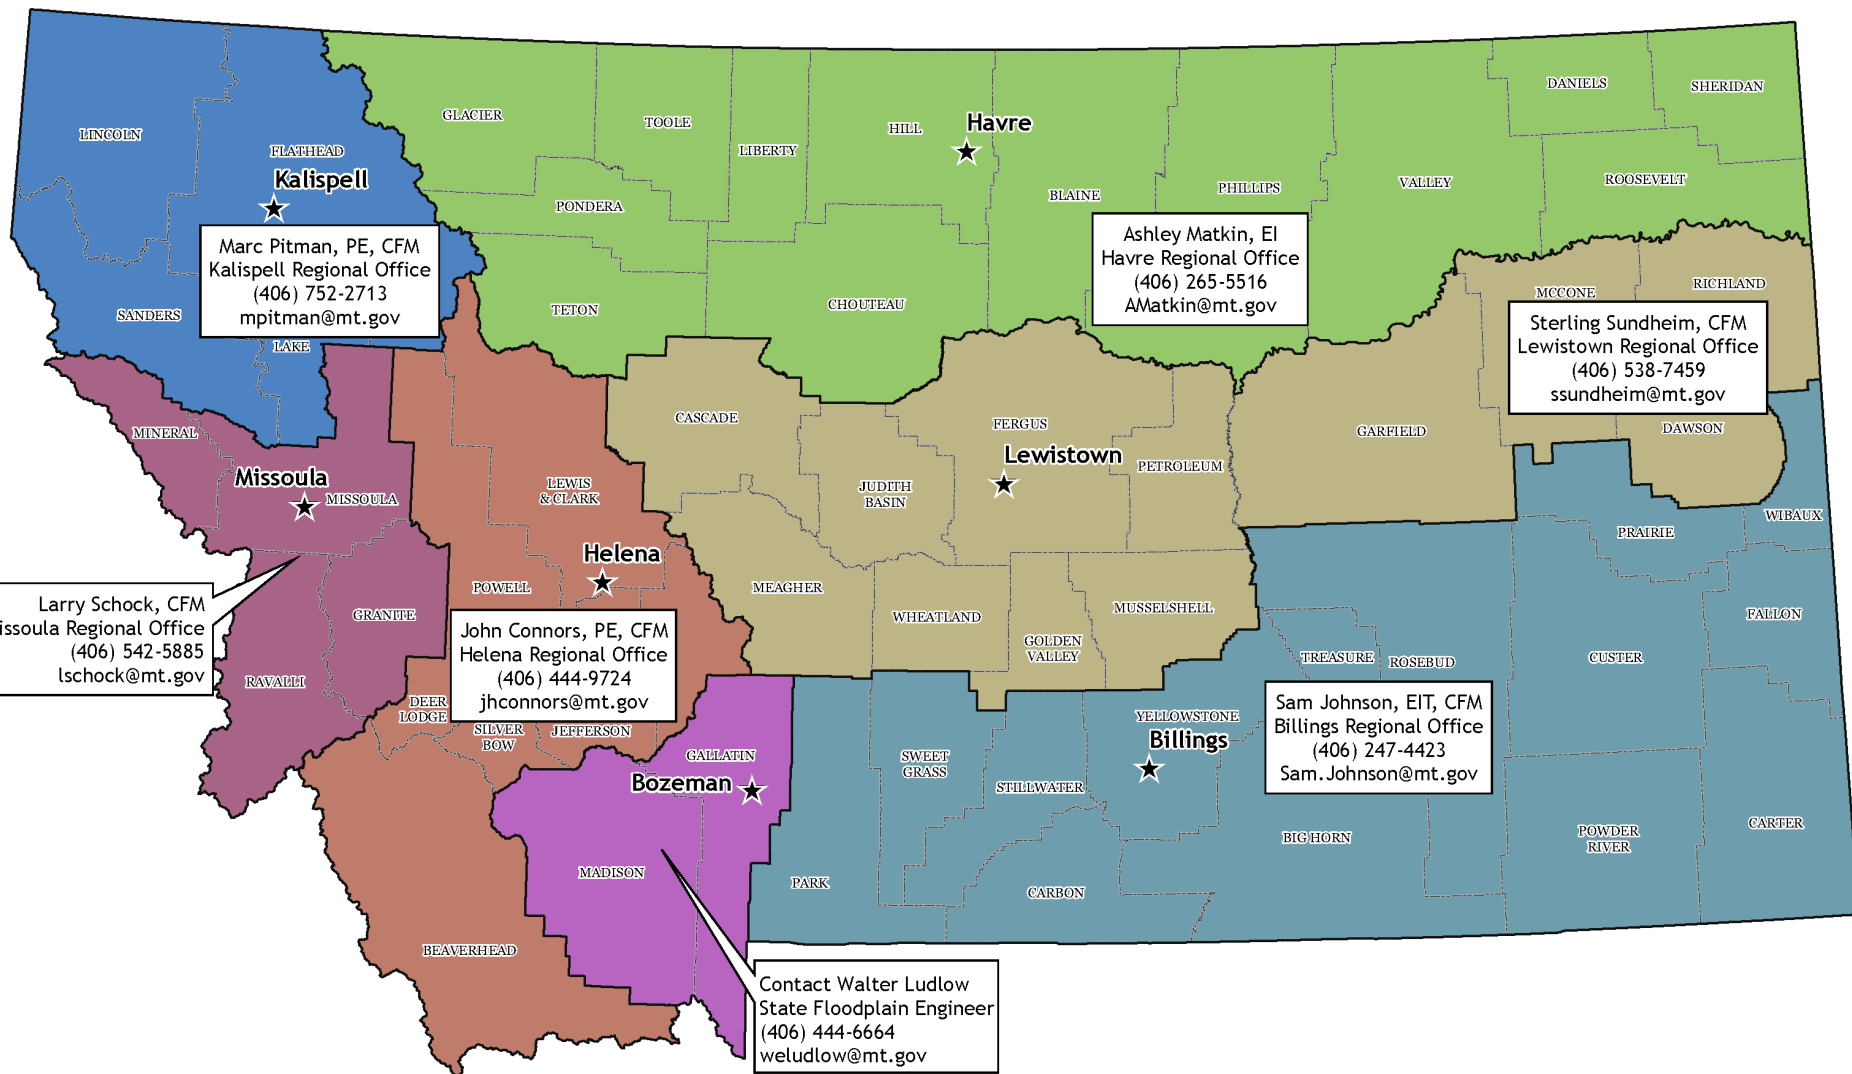 LINCOLN
FLATHEAD
Kalispell
GLACIER
TOOLE
LIBERTY
HILL
Havre
BLAINE
PHILLIPS
VALLEY
DANIELS
SHERIDAN
ROOSEVELT
PONDERA
TETON
CHOUTEAU
SANDERS
LAKE
Marc Pitman, PE, CFM
Kalispell Regional Office
(406) 752-2713
mpitman@mt.gov
Ashley Matkin, EI
Havre Regional Office
(406) 265-5516
AMatkin@mt.gov
MCCONE
RICHLAND
Sterling Sundheim, CFM
Lewistown Regional Office
(406) 538-7459
ssundheim@mt.gov
DAWSON
GARFIELD
CASCADE
FERGUS
Lewistown
PETROLEUM
JUDITH
BASIN
MINERAL
Missoula
MISSOULA
LEWIS
& CLARK
Helena
POWELL
MEAGHER
WHEATLAND
GOLDEN
VALLEY
MUSSELSHELL
PRAIRIE
WIBAUX
FALLON
CUSTER
TREASURE
ROSEBUD
Larry Schock, CFM
issoula Regional Office
(406) 542-5885
lschock@mt.gov
GRANITE
RAVALLI
John Connors, PE, CFM
Helena Regional Office
(406) 444-9724
jhconnors@mt.gov
DEER
LODGE
SILVER
BOW
JEFFERSON
GALLATIN
Bozeman
MADISON
BEAVERHEAD
SWEET
GRASS
STILLWATER
YELLOWSTONE
Billings
Sam Johnson, EIT, CFM
Billings Regional Office
(406) 247-4423
Sam.Johnson@mt.gov
BIG HORN
POWDER
RIVER
CARTER
PARK
CARBON
Contact Walter Ludlow
State Floodplain Engineer
(406) 444-6664
weludlow@mt.gov